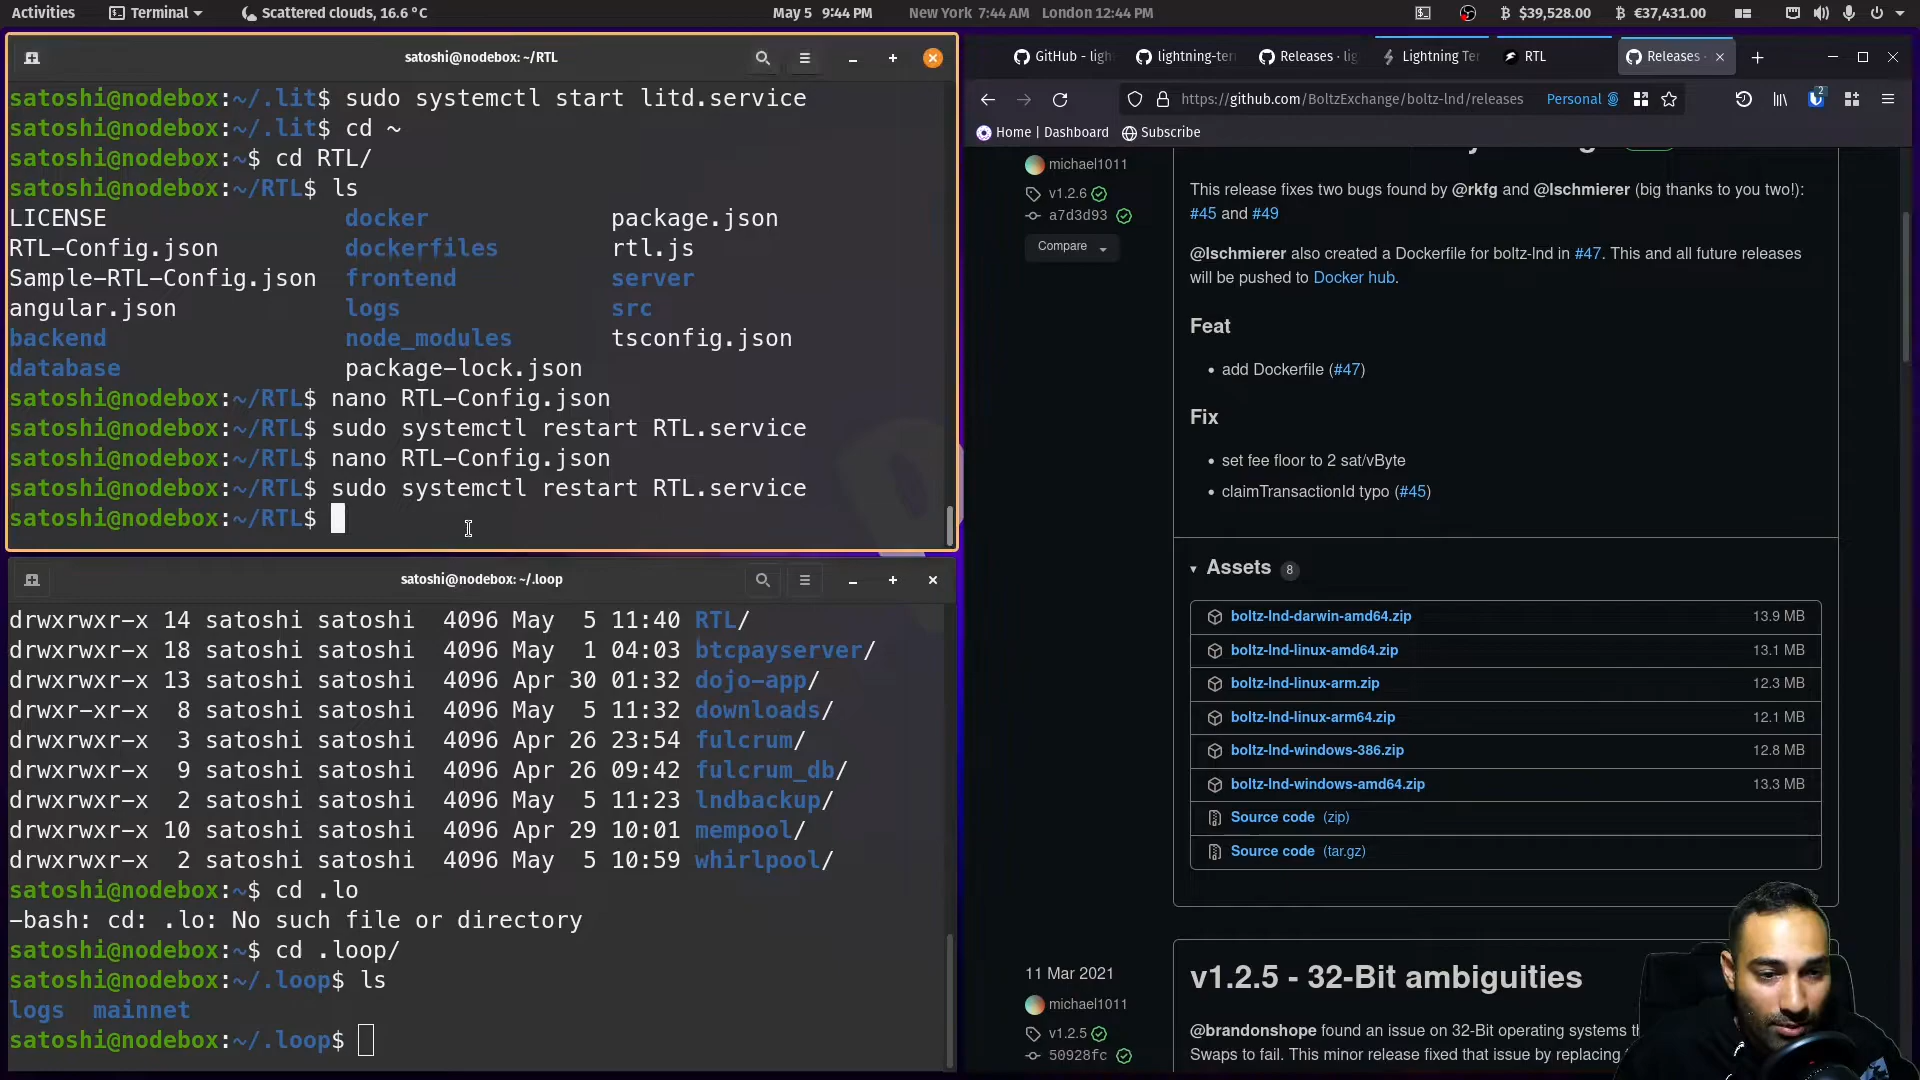 Activities Terminal Scattered clouds, 16.6 °C May 5 9:44 PM New York 7:44 AM London 12:44 PM $39,528.00 €37,431.00
satoshi@nodebox: ~/RTL
satoshi@nodebox:~/.lit$ sudo systemctl start litd.service
satoshi@nodebox:~/.lit$ cd ~
satoshi@nodebox:~$ cd RTL/
satoshi@nodebox:~/RTL$ ls
LICENSE docker package.json
RTL-Config.json dockerfiles rtl.js
Sample-RTL-Config.json frontend server
angular.json logs src
backend node_modules tsconfig.json
database package-lock.json
satoshi@nodebox:~/RTL$ nano RTL-Config.json
satoshi@nodebox:~/RTL$ sudo systemctl restart RTL.service
satoshi@nodebox:~/RTL$ nano RTL-Config.json
satoshi@nodebox:~/RTL$ sudo systemctl restart RTL.service
satoshi@nodebox:~/RTL$
satoshi@nodebox: ~/.loop
drwxrwxr-x 14 satoshi satoshi 4096 May 5 11:40 RTL/
drwxrwxr-x 18 satoshi satoshi 4096 May 1 04:03 btcpayserver/
drwxrwxr-x 13 satoshi satoshi 4096 Apr 30 01:32 dojo-app/
drwxr-xr-x 8 satoshi satoshi 4096 May 5 11:32 downloads/
drwxrwxr-x 3 satoshi satoshi 4096 Apr 26 23:54 fulcrum/
drwxrwxr-x 9 satoshi satoshi 4096 Apr 26 09:42 fulcrum_db/
drwxrwxr-x 2 satoshi satoshi 4096 May 5 11:23 lndbackup/
drwxrwxr-x 10 satoshi satoshi 4096 Apr 29 10:01 mempool/
drwxrwxr-x 2 satoshi satoshi 4096 May 5 10:59 whirlpool/
satoshi@nodebox:~$ cd .lo
-bash: cd: .lo: No such file or directory
satoshi@nodebox:~$ cd .loop/
satoshi@nodebox:~/.loop$ ls
logs mainnet
satoshi@nodebox:~/.loop$
GitHub - ligh lightning-ter Releases · lig Lightning Ter RTL Releases ·
https://github.com/BoltzExchange/boltz-lnd/releases Personal 2
Home | Dashboard Subscribe
michael1011
v1.2.6
a7d3d93
Compare
This release fixes two bugs found by @rkfg and @lschmierer (big thanks to you two!):
#45 and #49
@lschmierer also created a Dockerfile for boltz-lnd in #47. This and all future releases
will be pushed to Docker hub.
Feat
• add Dockerfile (#47)
Fix
• set fee floor to 2 sat/vByte
• claimTransactionId typo (#45)
Assets 8
boltz-lnd-darwin-amd64.zip 13.9 MB
boltz-lnd-linux-amd64.zip 13.1 MB
boltz-lnd-linux-arm.zip 12.3 MB
boltz-lnd-linux-arm64.zip 12.1 MB
boltz-lnd-windows-386.zip 12.8 MB
boltz-lnd-windows-amd64.zip 13.3 MB
Source code (zip)
Source code (tar.gz)
11 Mar 2021
michael1011
v1.2.5
50928fc
v1.2.5 - 32-Bit ambiguities
@brandonshope found an issue on 32-Bit operating systems
Swaps to fail. This minor release fixed that issue by replacing